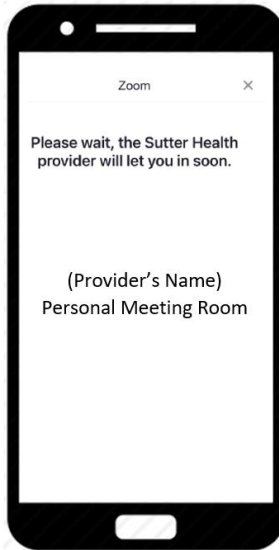 Zoom ×
Please wait, the Sutter Health
provider will let you in soon.
(Provider’s Name)
Personal Meeting Room